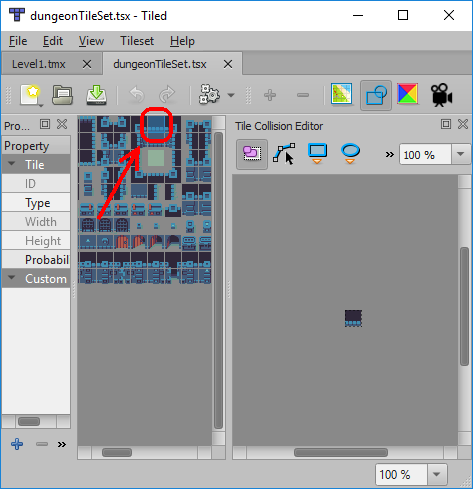 dungeonTileSet.tsx - Tiled
File Edit View Tileset Help
Level1.tmx
dungeonTileSet.tsx
Pro...
Property
Tile
ID
Type
Width
Height
Probabil
Custom
Tile Collision Editor
» 100 %
»
100 %